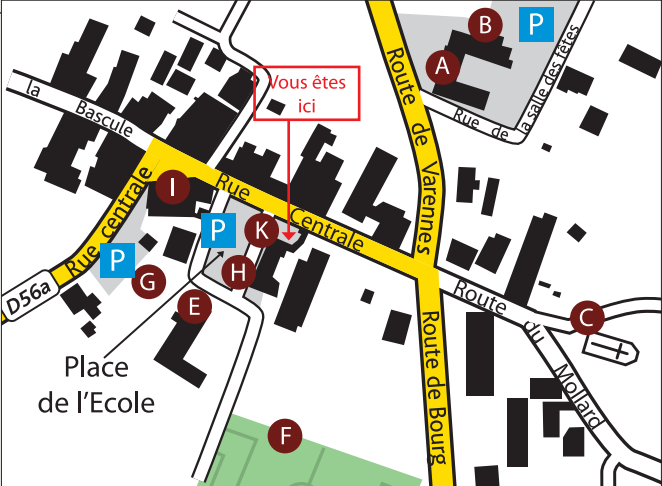 B
P
A
Rue de
la salle des fêtes
Route de Varennes
Vous êtes
ici
la
Bascule
Rue Centrale
I
P
K
H
Rue centrale
P
G
D56a
E
Place
de l'Ecole
F
Route de Bourg
Route
du
Mollard
C